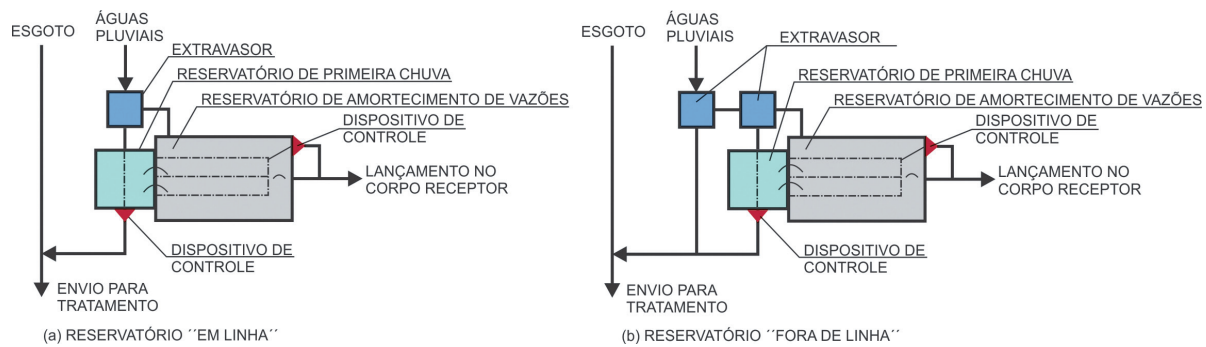 ESGOTO
ÁGUAS
PLUVIAIS
EXTRAVASOR
RESERVATÓRIO DE PRIMEIRA CHUVA
RESERVATÓRIO DE AMORTECIMENTO DE VAZÕES
DISPOSITIVO DE
CONTROLE
LANÇAMENTO NO
CORPO RECEPTOR
DISPOSITIVO DE
CONTROLE
ENVIO PARA
TRATAMENTO
(a) RESERVATÓRIO ´´EM LINHA´´
ESGOTO
ÁGUAS
PLUVIAIS
EXTRAVASOR
RESERVATÓRIO DE PRIMEIRA CHUVA
RESERVATÓRIO DE AMORTECIMENTO DE VAZÕES
DISPOSITIVO DE
CONTROLE
LANÇAMENTO NO
CORPO RECEPTOR
DISPOSITIVO DE
CONTROLE
ENVIO PARA
TRATAMENTO
(b) RESERVATÓRIO ´´FORA DE LINHA´´